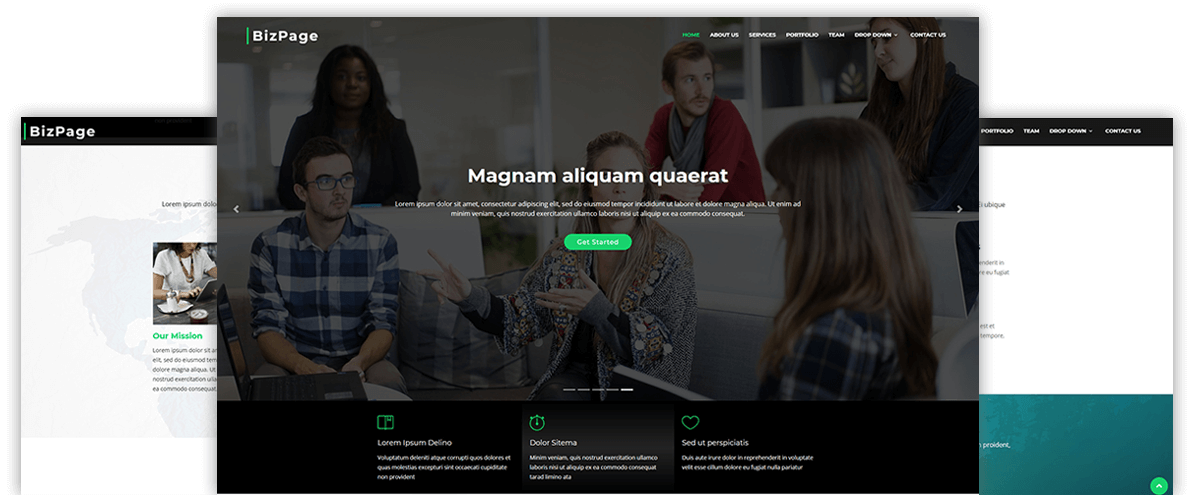 BizPage
HOME ABOUT US SERVICES PORTFOLIO TEAM DROP DOWN CONTACT US
Magnam aliquam quaerat
Lorem ipsum dolor sit amet, consectetur adipiscing elit, sed do eiusmod tempor incididunt ut labore et dolore magna aliqua. Ut enim ad
minim veniam, quis nostrud exercitation ullamco laboris nisi ut aliquip ex ea commodo consequat.
Get Started
Lorem Ipsum Delino
Voluptatum deleniti atque corrupti quos dolores et
quas molestias excepturi sint occaecati cupiditate
non provident
Dolor Sitema
Minim veniam, quis nostrud exercitation ullamco
laboris nisi ut aliquip ex ea commodo consequat
tarad limino ata
Sed ut perspiciatis
Duis aute irure dolor in reprehenderit in voluptate
velit esse cillum dolore eu fugiat nulla pariatur
BizPage
Lorem ipsum dolo
Our Mission
Lorem ipsum dolor sit am
elit, sed do eiusmod tem
dolore magna aliqua. Ut
nostrud exercitation ulla
ea commodo consequat
PORTFOLIO TEAM DROP DOWN CONTACT US
ubique
henderit in
re eu fugiat
est et
tempore,
proident,